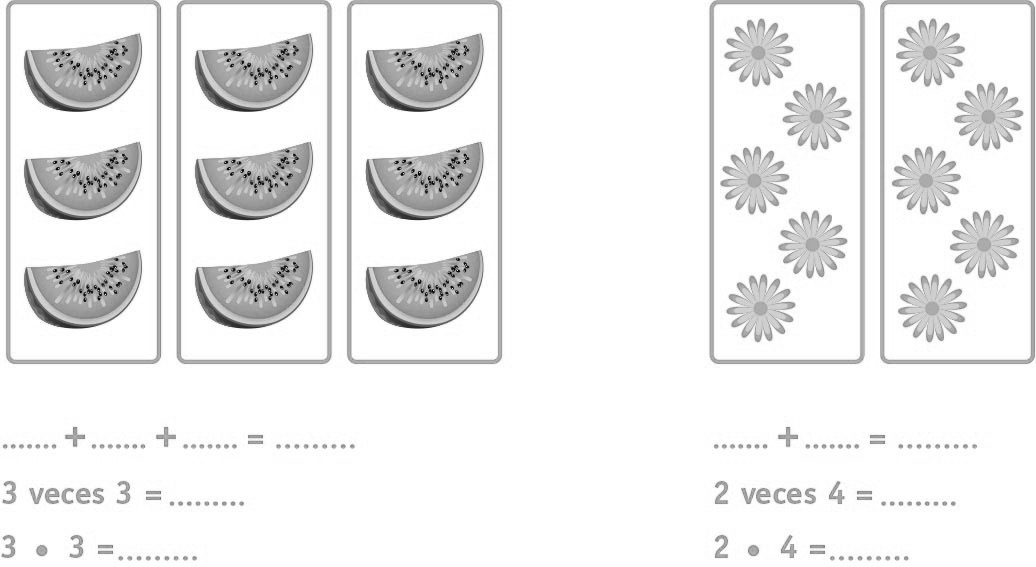 ....... + ....... + ....... = .........
3 veces 3 = .........
3 • 3 = .........
....... + ....... = .........
2 veces 4 = .........
2 • 4 = .........